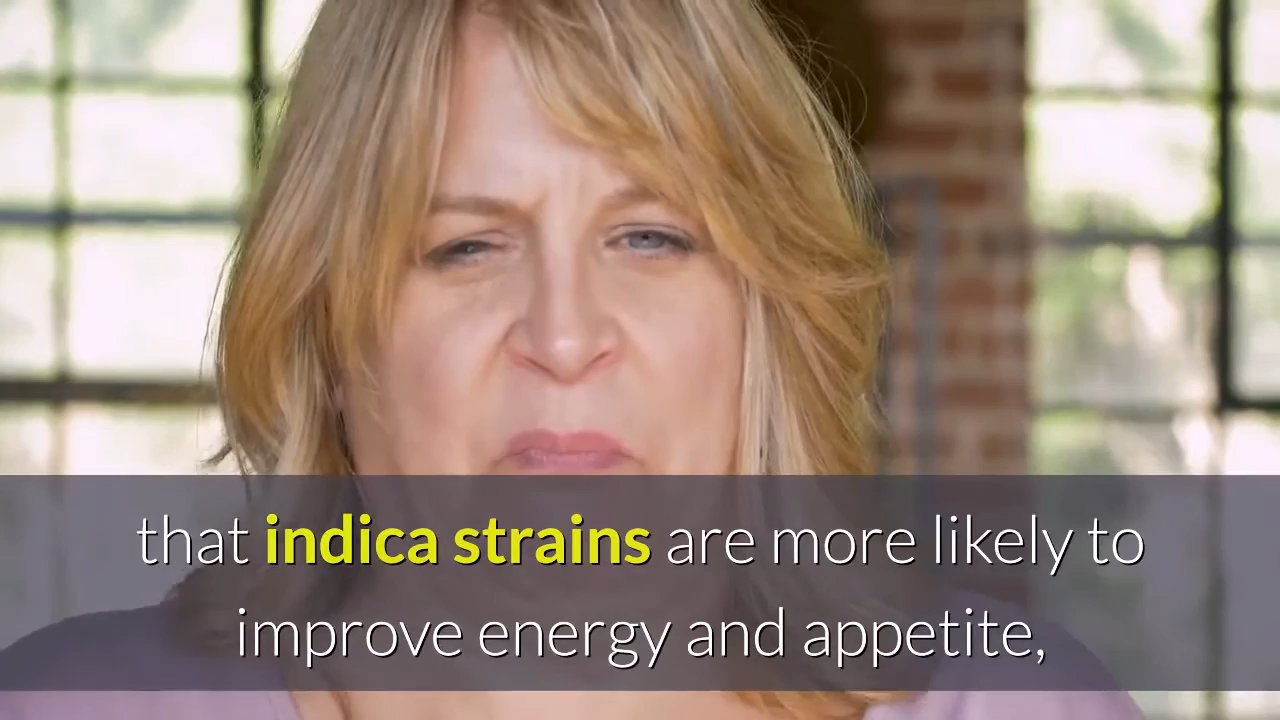 that indica strains are more likely to
improve energy and appetite,